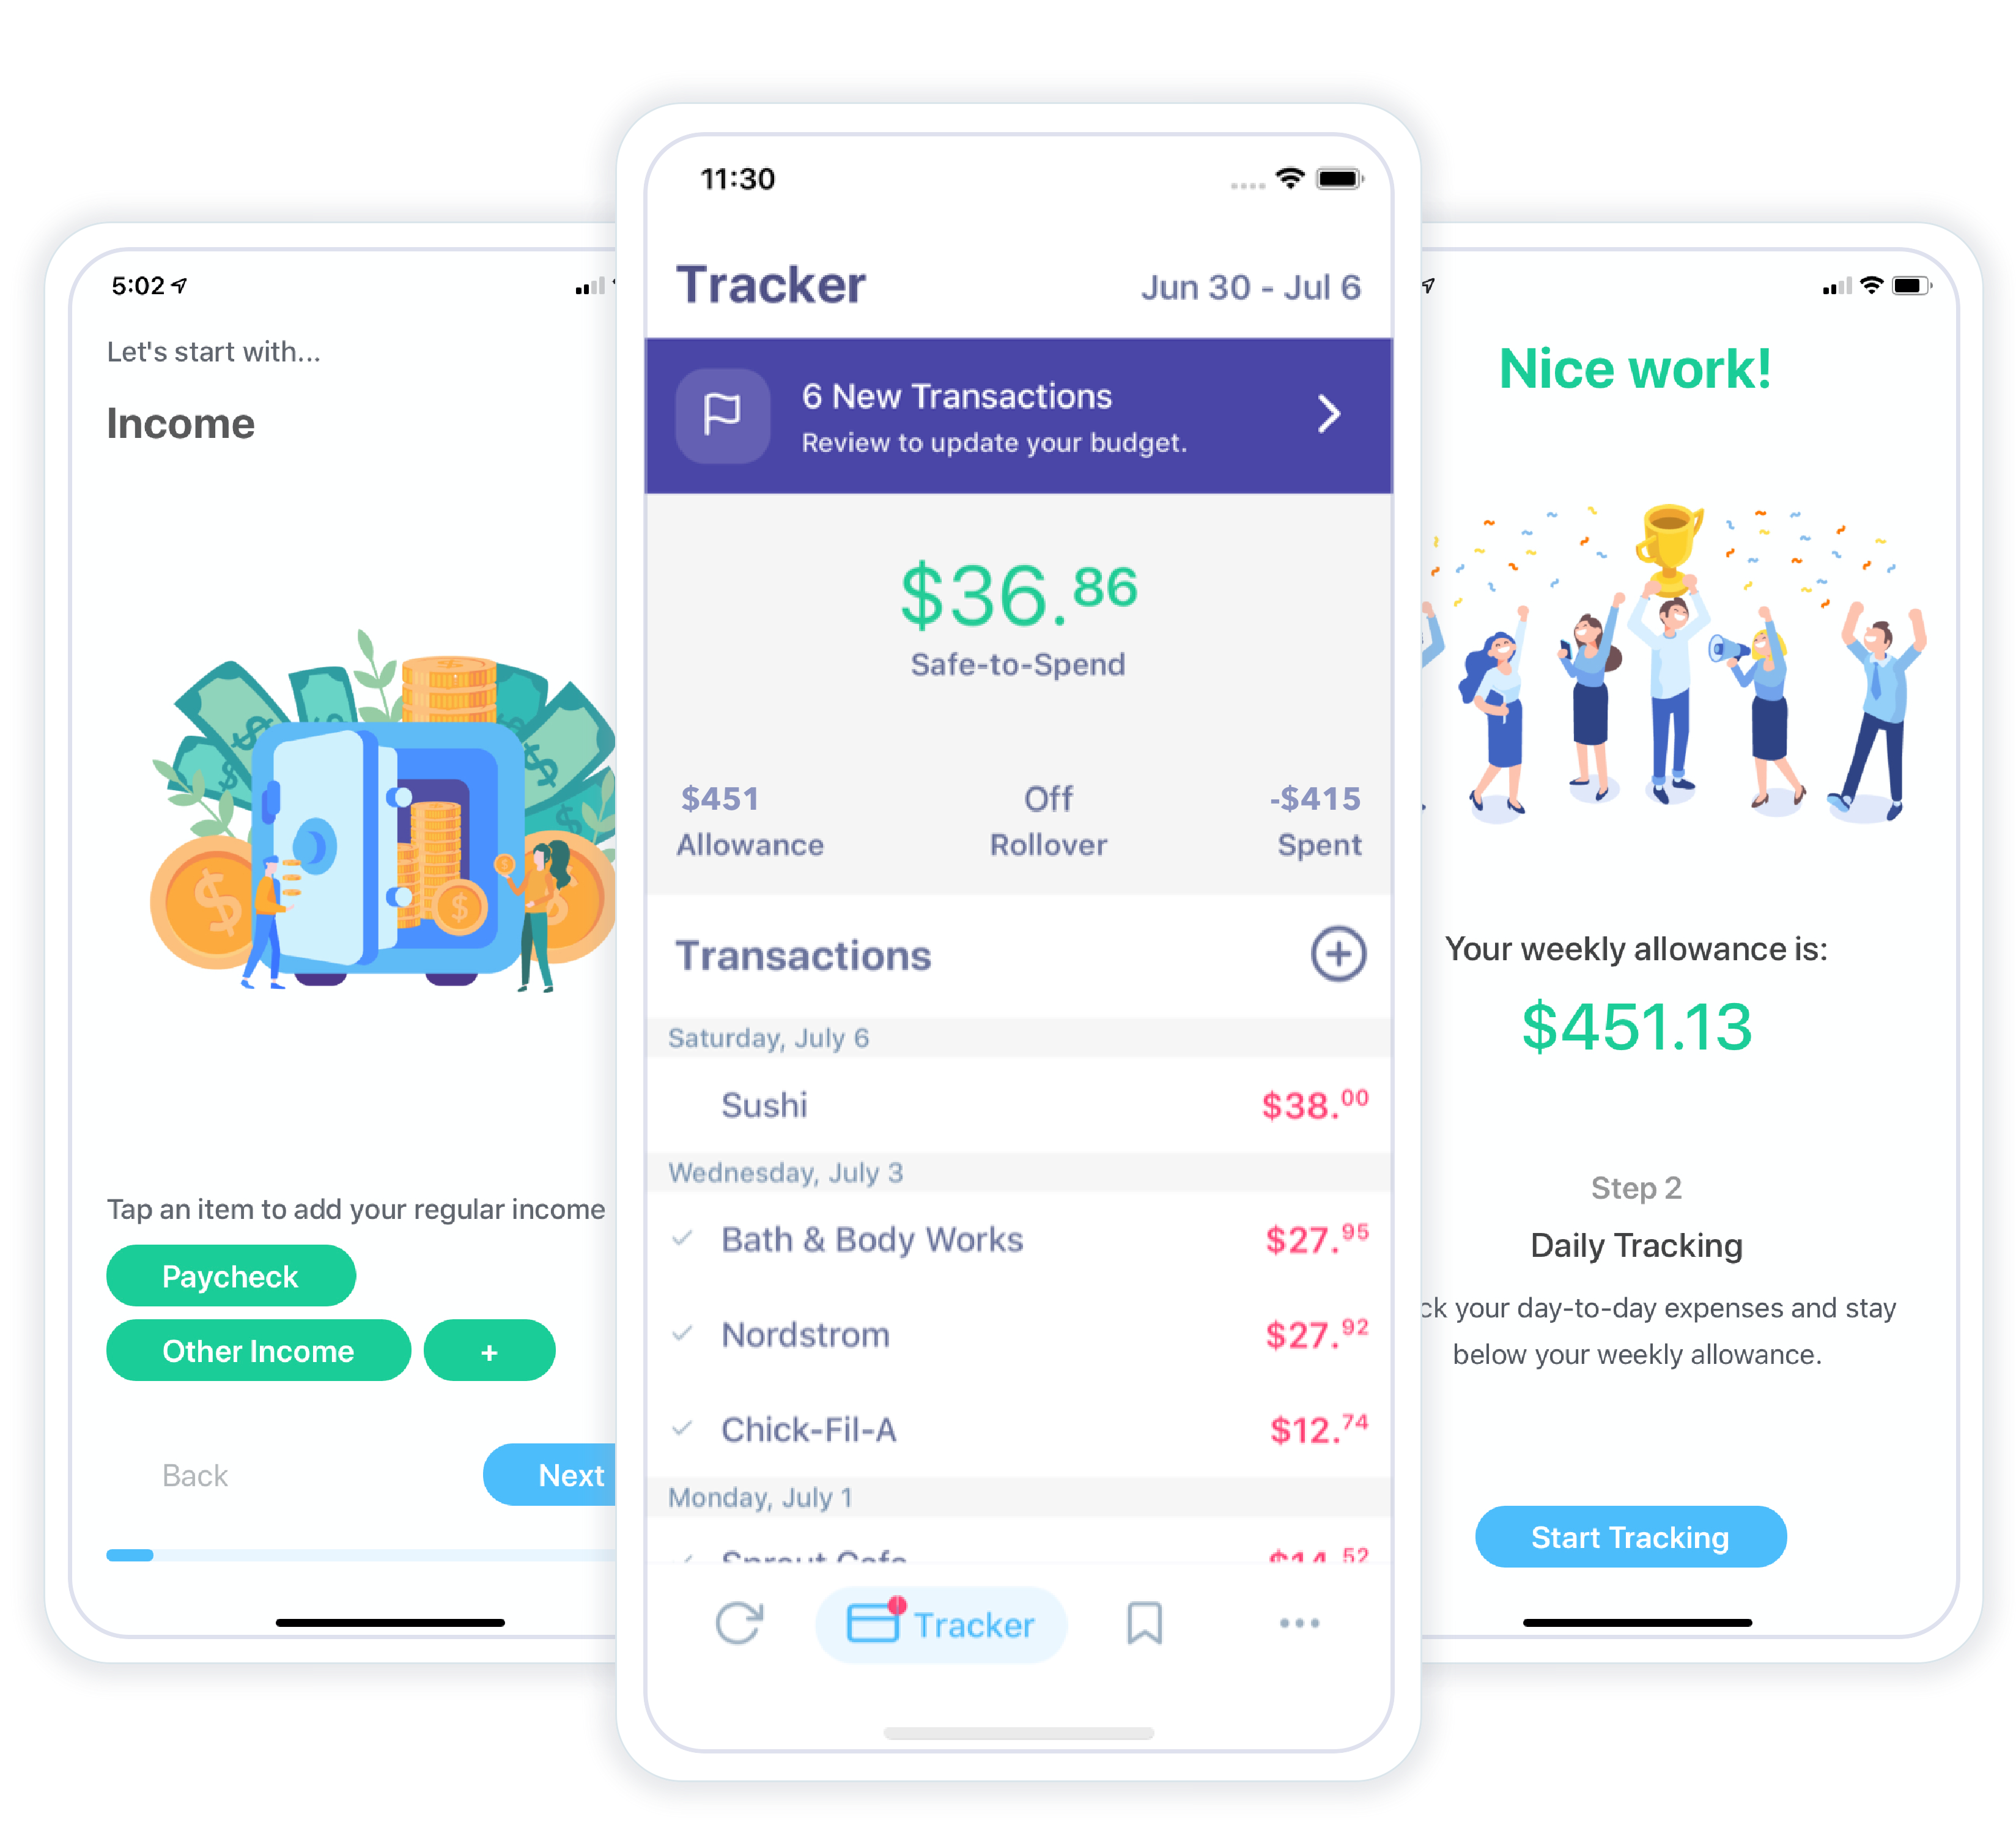 5:02
Let's start with...
Income
Tap an item to add your regular income
Paycheck
Other Income
+
Back
Next
11:30
Tracker
Jun 30 - Jul 6
6 New Transactions
Review to update your budget.
$36.86
Safe-to-Spend
$451
Allowance
Off
Rollover
-$415
Spent
Transactions
Saturday, July 6
Sushi
$38.00
Wednesday, July 3
Bath & Body Works
$27.95
Nordstrom
$27.92
Chick-Fil-A
$12.74
Monday, July 1
Sprout Cafe
$14.52
Tracker
Nice work!
Your weekly allowance is:
$451.13
Step 2
Daily Tracking
your day-to-day expenses and stay
below your weekly allowance.
Start Tracking